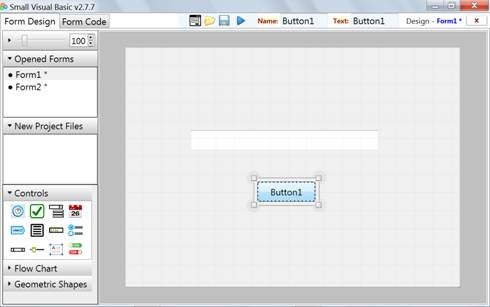 Small Visual Basic v2.7.7
Form Design Form Code Name: Button1 Text: Button1 Design - Form1 * x
100
Opened Forms
● Form1 *
● Form2 *
New Project Files
Controls
Flow Chart
Geometric Shapes
Button1